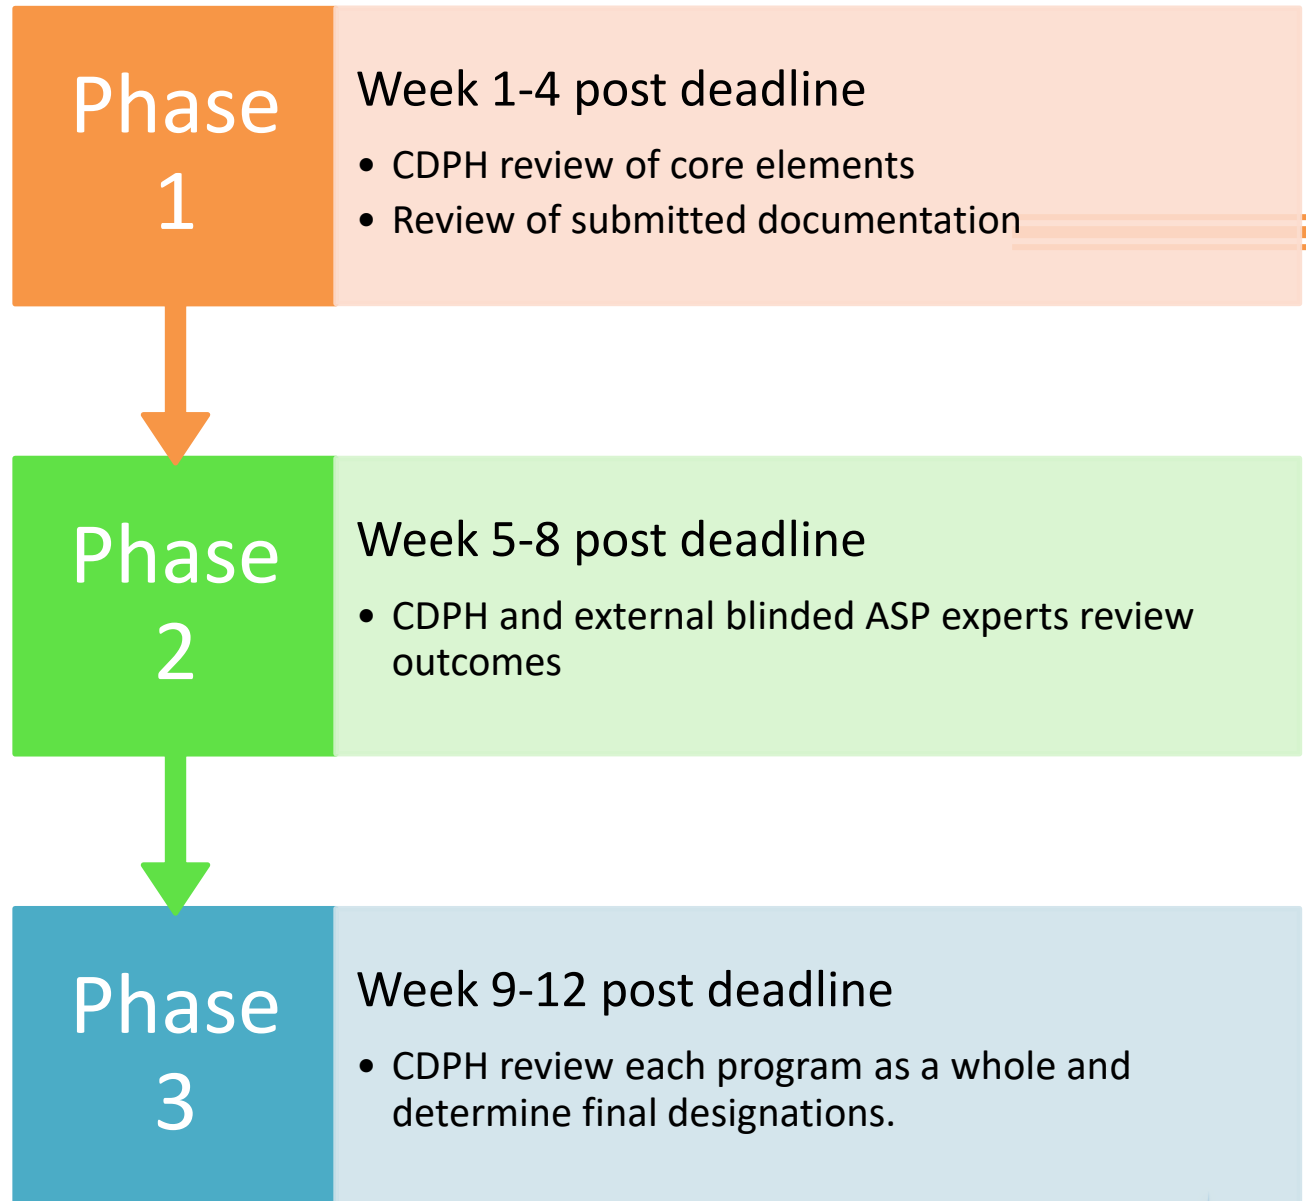 Phase
1
Week 1-4 post deadline
• CDPH review of core elements
• Review of submitted documentation
Phase
2
Week 5-8 post deadline
• CDPH and external blinded ASP experts review
outcomes
Phase
3
Week 9-12 post deadline
• CDPH review each program as a whole and
determine final designations.